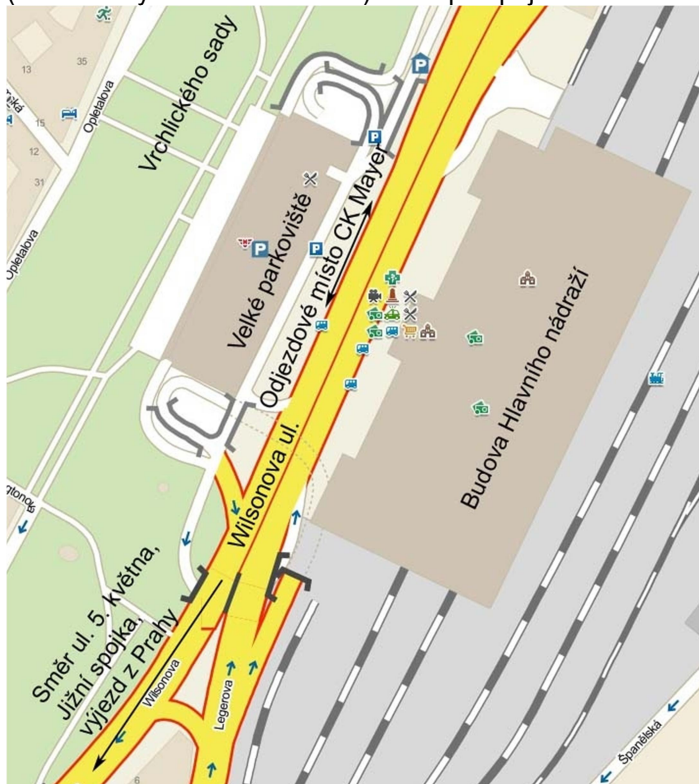 13
35
Opletalova
Vrchlického sady
15
12
31
Opletalova
P
P
Odjezdové místo CK Mayer
Velké parkoviště
P
P
Budova Hlavního nádraží
Wilsonova ul.
Směr ul. 5. května,
Jižní spojka,
výjezd z Prahy
Wilsonova
Legerova
Španělská
6